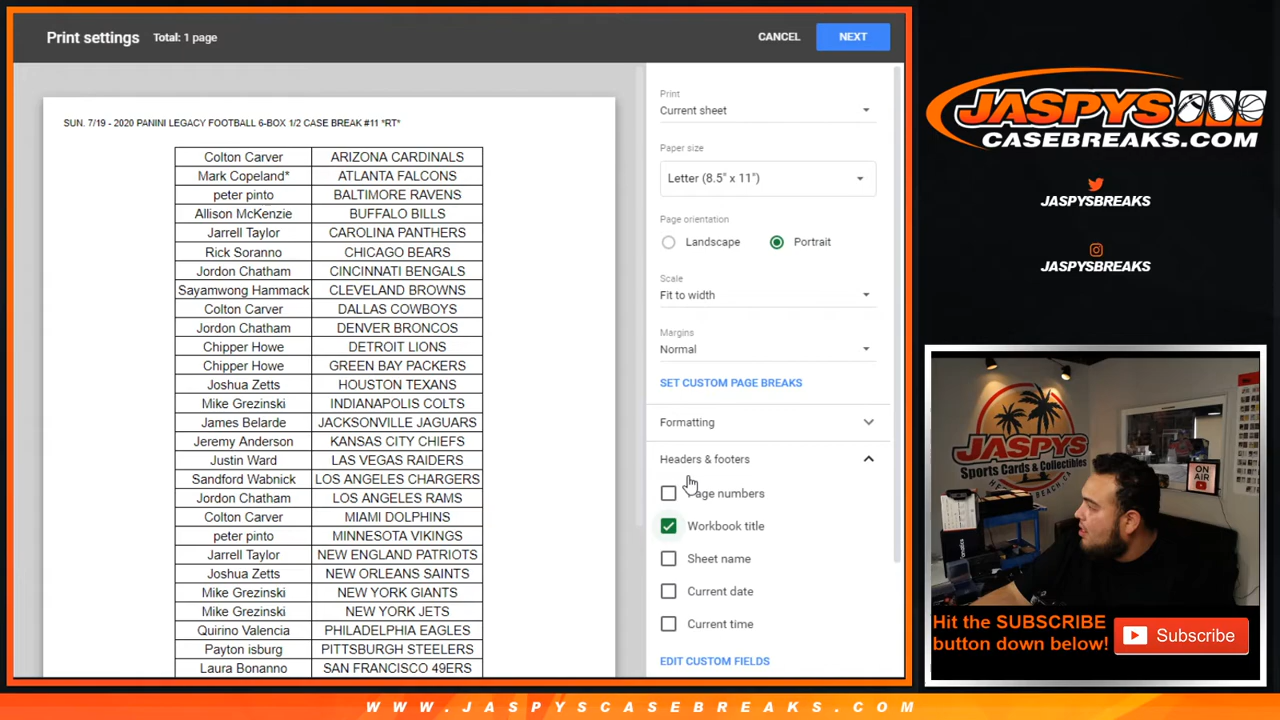 Print settings
Total: 1 page
CANCEL
NEXT
SUN. 7/19 - 2020 PANINI LEGACY FOOTBALL 6-BOX 1/2 CASE BREAK #11 *RT*
Colton Carver ARIZONA CARDINALS
Mark Copeland* ATLANTA FALCONS
peter pinto BALTIMORE RAVENS
Allison McKenzie BUFFALO BILLS
Jarrell Taylor CAROLINA PANTHERS
Rick Soranno CHICAGO BEARS
Jordon Chatham CINCINNATI BENGALS
Sayamwong Hammack CLEVELAND BROWNS
Colton Carver DALLAS COWBOYS
Jordon Chatham DENVER BRONCOS
Chipper Howe DETROIT LIONS
Chipper Howe GREEN BAY PACKERS
Joshua Zetts HOUSTON TEXANS
Mike Grezinski INDIANAPOLIS COLTS
James Belarde JACKSONVILLE JAGUARS
Jeremy Anderson KANSAS CITY CHIEFS
Justin Ward LAS VEGAS RAIDERS
Sandford Wabnick LOS ANGELES CHARGERS
Jordon Chatham LOS ANGELES RAMS
Colton Carver MIAMI DOLPHINS
peter pinto MINNESOTA VIKINGS
Jarrell Taylor NEW ENGLAND PATRIOTS
Joshua Zetts NEW ORLEANS SAINTS
Mike Grezinski NEW YORK GIANTS
Mike Grezinski NEW YORK JETS
Quirino Valencia PHILADELPHIA EAGLES
Payton isburg PITTSBURGH STEELERS
Laura Bonanno SAN FRANCISCO 49ERS
Print
Current sheet
Paper size
Letter (8.5" x 11")
Page orientation
Landscape
Portrait
Scale
Fit to width
Margins
Normal
SET CUSTOM PAGE BREAKS
Formatting
Headers & footers
Page numbers
Workbook title
Sheet name
Current date
Current time
EDIT CUSTOM FIELDS
JASPYS
CASEBREAKS.COM
JASPYSBREAKS
JASPYSBREAKS
JASPYS
Sports Cards & Collectibles
ON AIR
Hit the SUBSCRIBE
button down below!
Subscribe
WWW.JASPYSCASEBREAKS.COM